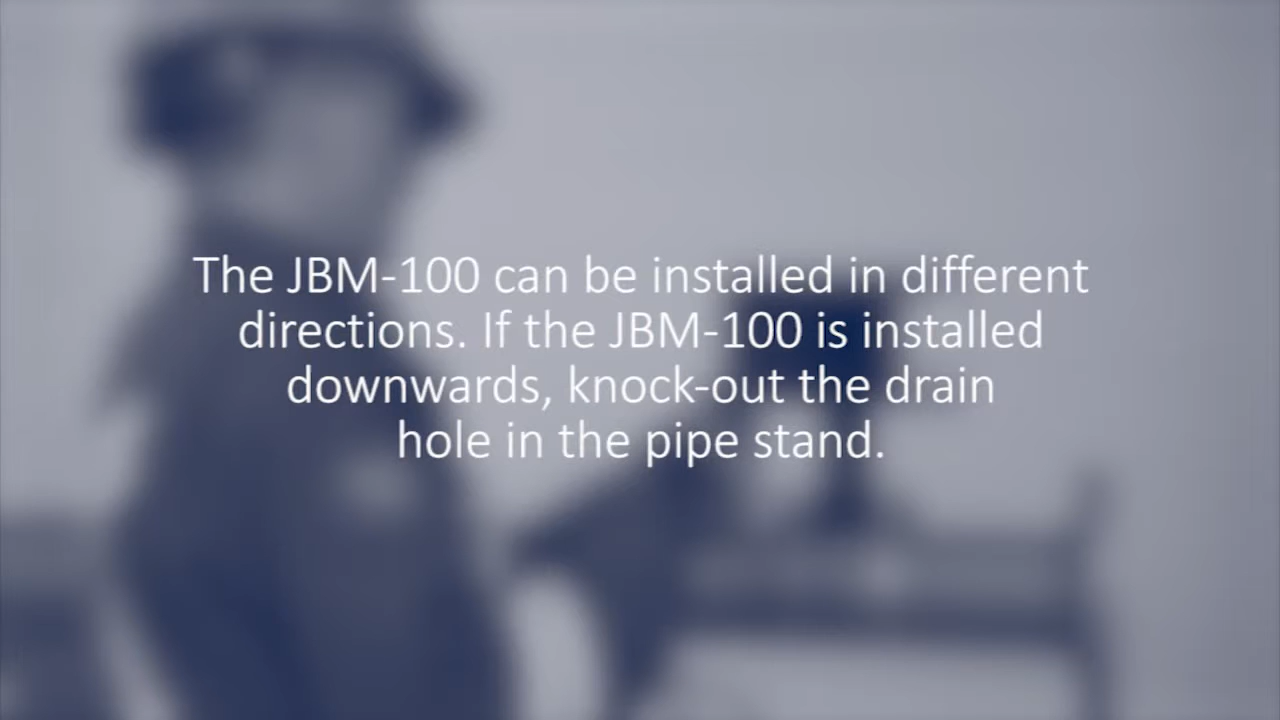 The JBM-100 can be installed in different
directions. If the JBM-100 is installed
downwards, knock-out the drain
hole in the pipe stand.